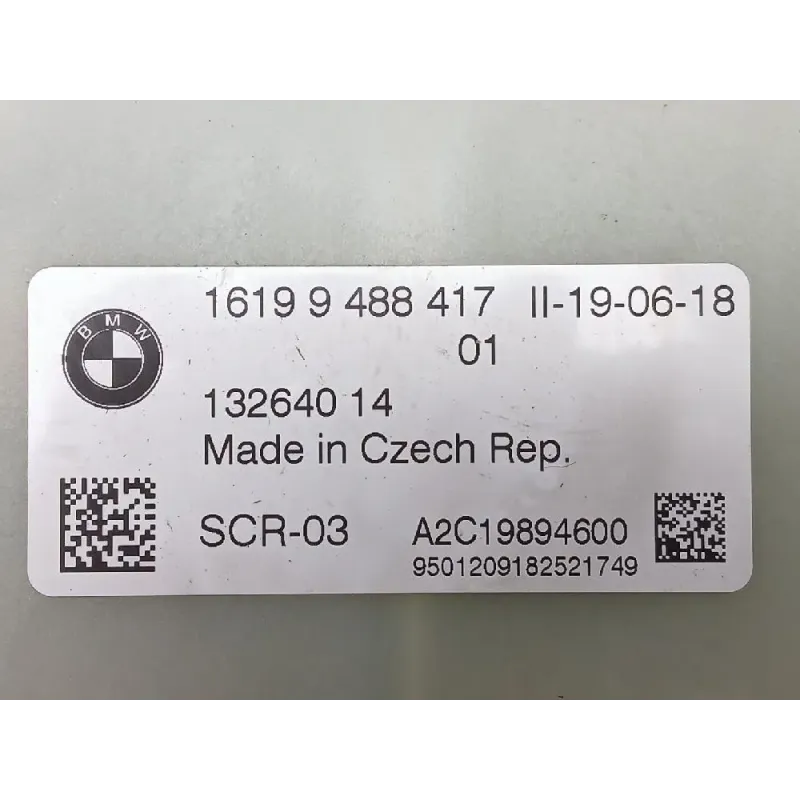 BMW
1619 9 488 417 II-19-06-18
01
132640 14
Made in Czech Rep.
SCR-03 A2C19894600
9501209182521749